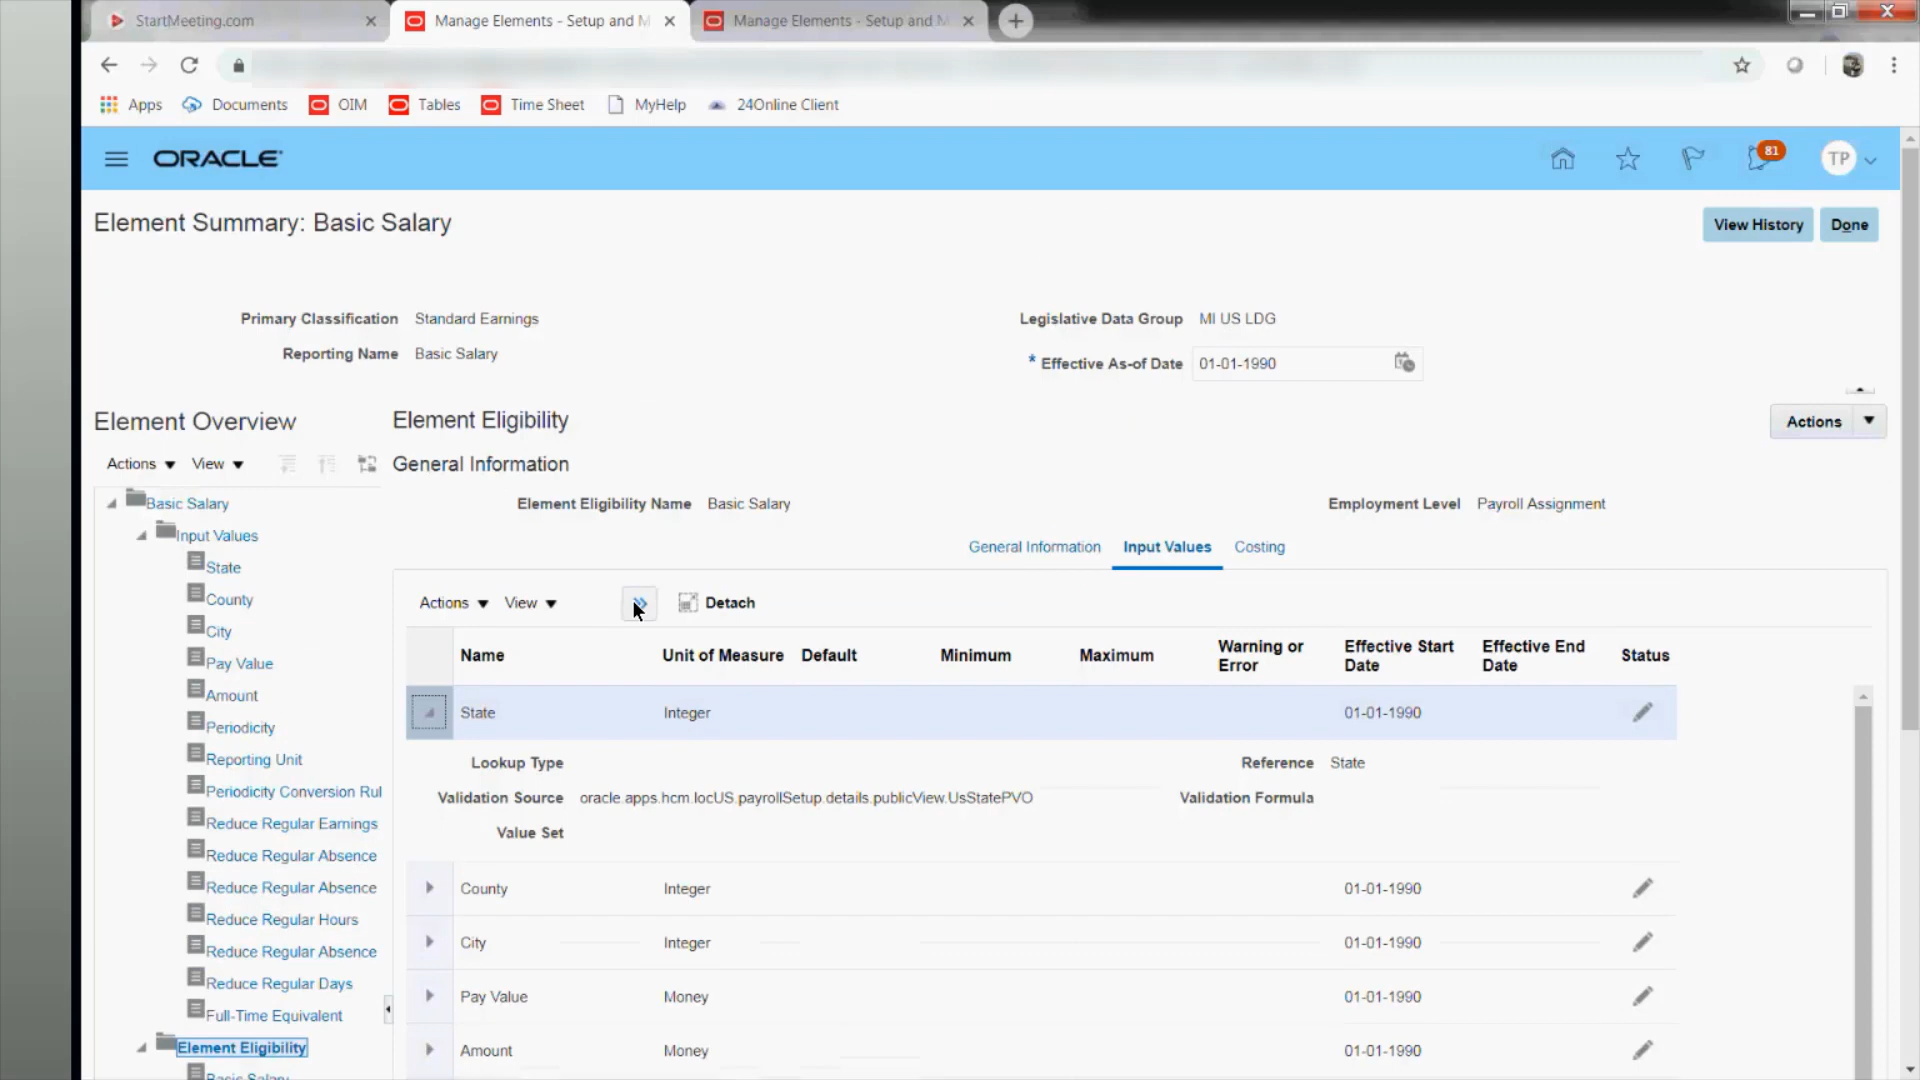 StartMeeting.com
Manage Elements - Setup and M
Manage Elements - Setup and M
Apps
Documents
OIM
Tables
Time Sheet
MyHelp
24Online Client
ORACLE
81
TP
Element Summary: Basic Salary
View History
Done
Primary Classification Standard Earnings
Legislative Data Group MI US LDG
Reporting Name Basic Salary
* Effective As-of Date 01-01-1990
Element Overview
Element Eligibility
Actions
Actions View
General Information
Basic Salary
Element Eligibility Name Basic Salary
Employment Level Payroll Assignment
Input Values
General Information Input Values Costing
State
County
City
Pay Value
Amount
Periodicity
Reporting Unit
Periodicity Conversion Rul
Reduce Regular Earnings
Reduce Regular Absence
Reduce Regular Absence
Reduce Regular Hours
Reduce Regular Absence
Reduce Regular Days
Full-Time Equivalent
Element Eligibility
Basic Salary
Actions View Detach
Name Unit of Measure Default Minimum Maximum Warning or Error Effective Start Date Effective End Date Status
State Integer 01-01-1990
Lookup Type
Reference State
Validation Source oracle.apps.hcm.locUS.payrollSetup.details.publicView.UsStatePVO
Validation Formula
Value Set
County Integer 01-01-1990
City Integer 01-01-1990
Pay Value Money 01-01-1990
Amount Money 01-01-1990